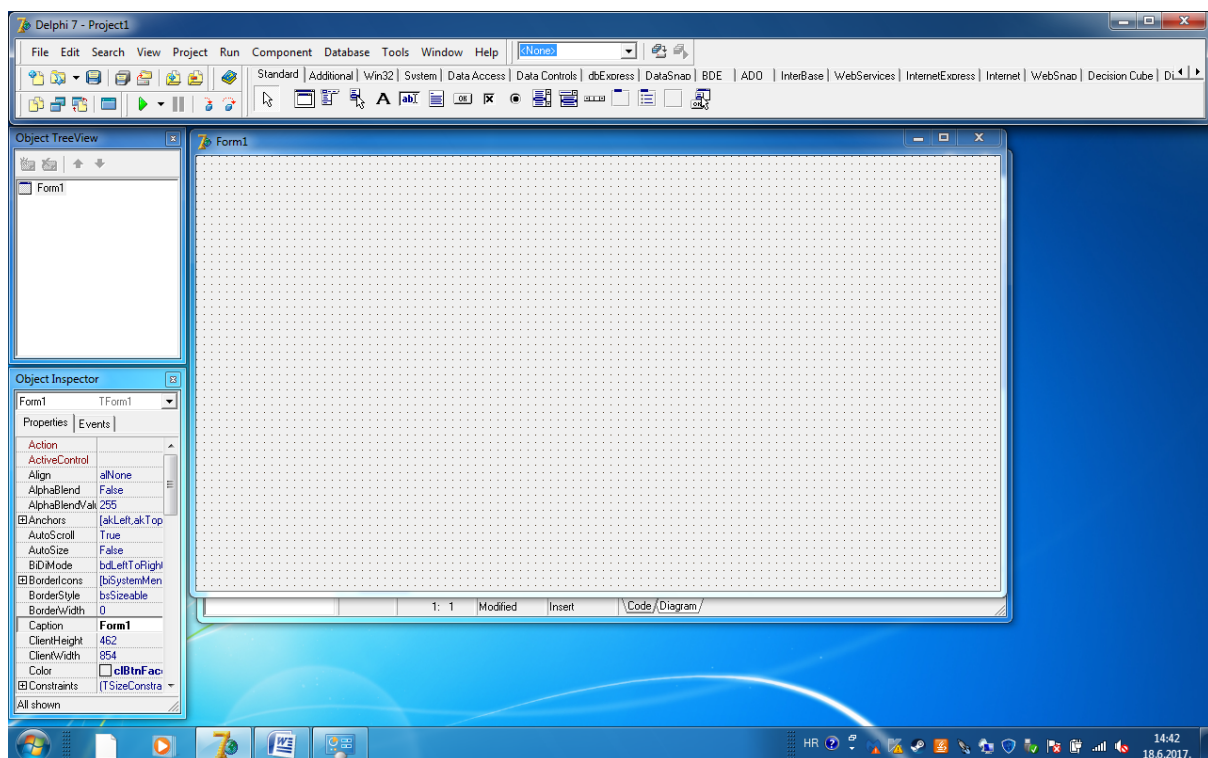 Delphi 7 - Project1
File Edit Search View Project Run Component Database Tools Window Help <None>
Standard Additional Win32 System Data Access Data Controls dbExpress DataSnap BDE ADO InterBase WebServices InternetExpress Internet WebSnap Decision Cube Di
Object TreeView
Form1
Form1
Object Inspector
Form1 TForm1
Properties Events
Action
ActiveControl
Align alNone
AlphaBlend False
AlphaBlendValu 255
Anchors [akLeft,akTop
AutoScroll True
AutoSize False
BiDiMode bdLeftToRight
BorderIcons [biSystemMen
BorderStyle bsSizeable
BorderWidth 0
Caption Form1
ClientHeight 462
ClientWidth 854
Color clBtnFac
Constraints (TSizeConstra
All shown
1: 1 Modified Insert Code Diagram
HR 14:42
18.6.2017.